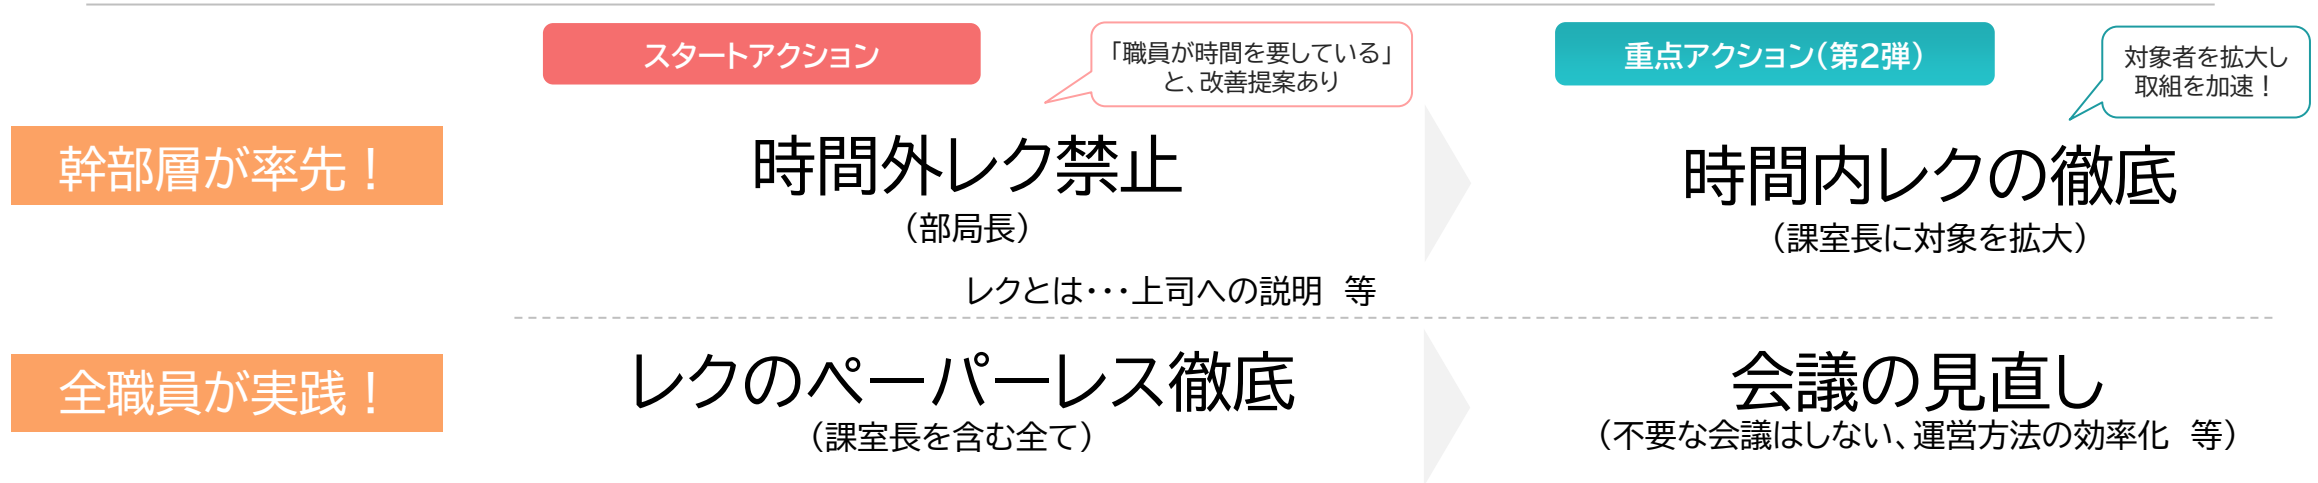 スタートアクション
「職員が時間を要している」
と、改善提案あり
重点アクション（第２弾）
対象者を拡大し
取組を加速！
幹部層が率先！
時間外レク禁止
（部局長）
時間内レクの徹底
（課室長に対象を拡大）
レクとは・・・上司への説明　等
全職員が実践！
レクのペーパーレス徹底
（課室長を含む全て）
会議の見直し
（不要な会議はしない、運営方法の効率化　等）